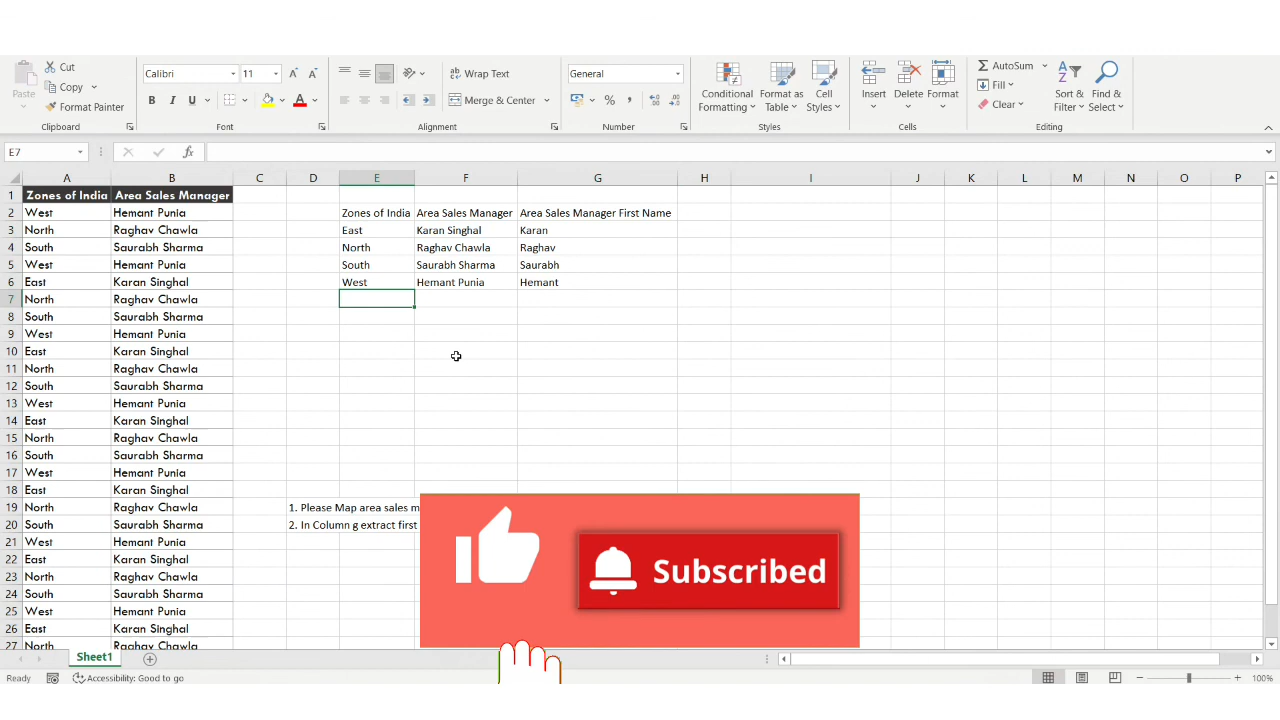 Cut
Copy
Format Painter
Paste
Clipboard
Calibri 11
B I U
Font
Wrap Text
Merge & Center
Alignment
General
%
Number
Conditional Formatting
Format as Table
Cell Styles
Styles
Insert
Delete
Format
Cells
AutoSum
Fill
Clear
Sort & Filter
Find & Select
Editing
E7 fx
A B C D E F G H I J K L M N O P
1 Zones of India Area Sales Manager
2 West Hemant Punia Zones of India Area Sales Manager Area Sales Manager First Name
3 North Raghav Chawla East Karan Singhal Karan
4 South Saurabh Sharma North Raghav Chawla Raghav
5 West Hemant Punia South Saurabh Sharma Saurabh
6 East Karan Singhal West Hemant Punia Hemant
7 North Raghav Chawla
8 South Saurabh Sharma
9 West Hemant Punia
10 East Karan Singhal
11 North Raghav Chawla
12 South Saurabh Sharma
13 West Hemant Punia
14 East Karan Singhal
15 North Raghav Chawla
16 South Saurabh Sharma
17 West Hemant Punia
18 East Karan Singhal
19 North Raghav Chawla 1. Please Map area sales m
20 South Saurabh Sharma 2. In Column g extract first
21 West Hemant Punia
22 East Karan Singhal
23 North Raghav Chawla
24 South Saurabh Sharma
25 West Hemant Punia
26 East Karan Singhal
27 North Raghav Chawla
Subscribed
Sheet1
Ready Accessibility: Good to go 100%